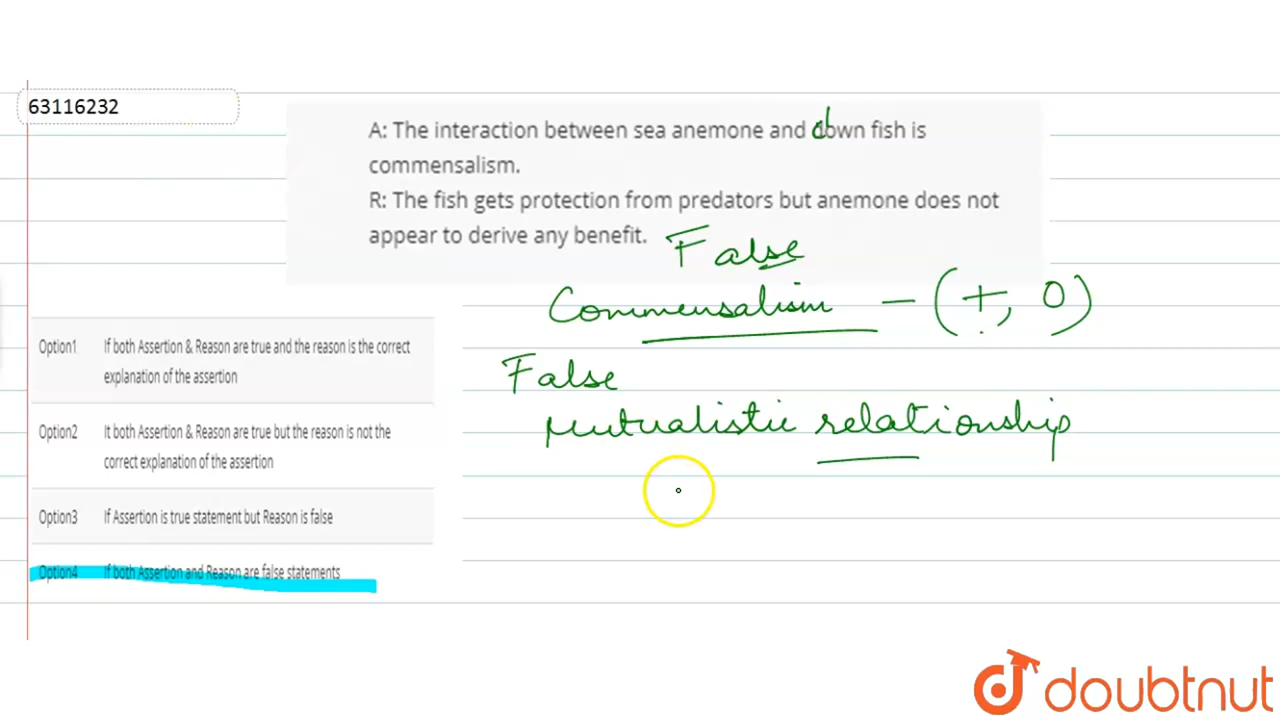 63116232
A: The interaction between sea anemone and clown fish is
commensalism.
R: The fish gets protection from predators but anemone does not
appear to derive any benefit.
False
Commensalism - (+, 0)
Option1 If both Assertion & Reason are true and the reason is the correct
explanation of the assertion
False
Mutualistic relationship
Option2 It both Assertion & Reason are true but the reason is not the
correct explanation of the assertion
Option3 If Assertion is true statement but Reason is false
Option4 If both Assertion and Reason are false statements
doubtnut